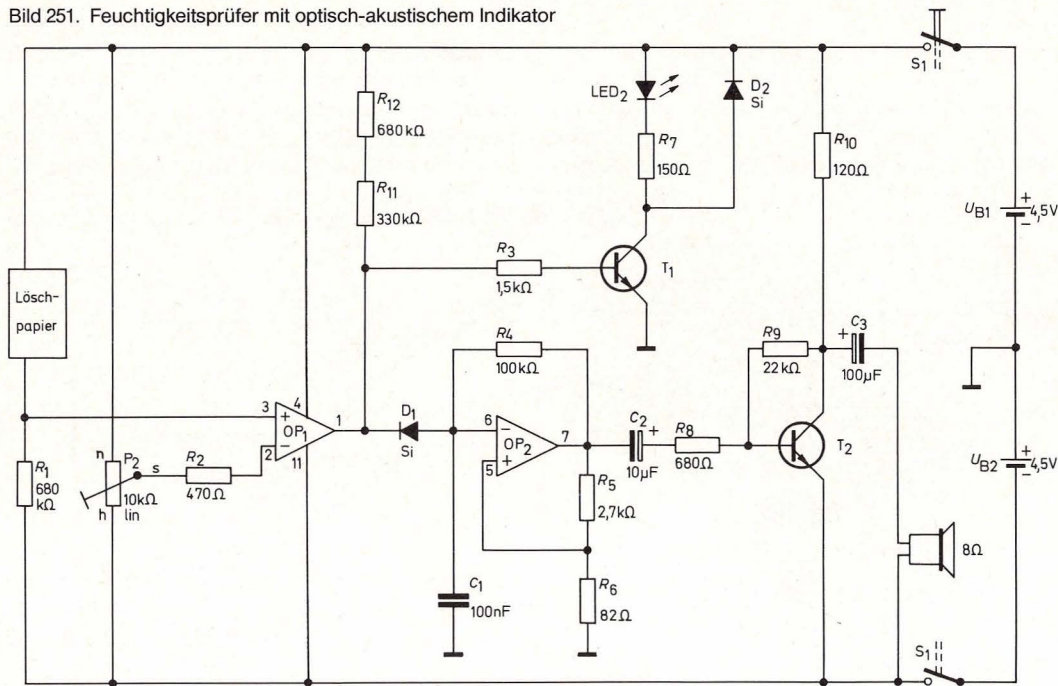 Bild 251. Feuchtigkeitsprüfer mit optisch-akustischem Indikator
S1
LED2
D2
Si
R12
680kΩ
R7
150Ω
R10
120Ω
R11
330kΩ
UB1
+
4,5V
−
R3
1,5kΩ
T1
Lösch-
papier
R4
100kΩ
R9
22kΩ
+
C3
100µF
3
+
4
OP1
1
−
2
11
D1
Si
6
−
OP2
7
+
5
C2
+
10µF
R8
680Ω
T2
R1
680
kΩ
n
P2
s
10kΩ
h
lin
R2
470Ω
R5
2,7kΩ
UB2
+
4,5V
−
C1
100nF
R6
82Ω
8Ω
S1